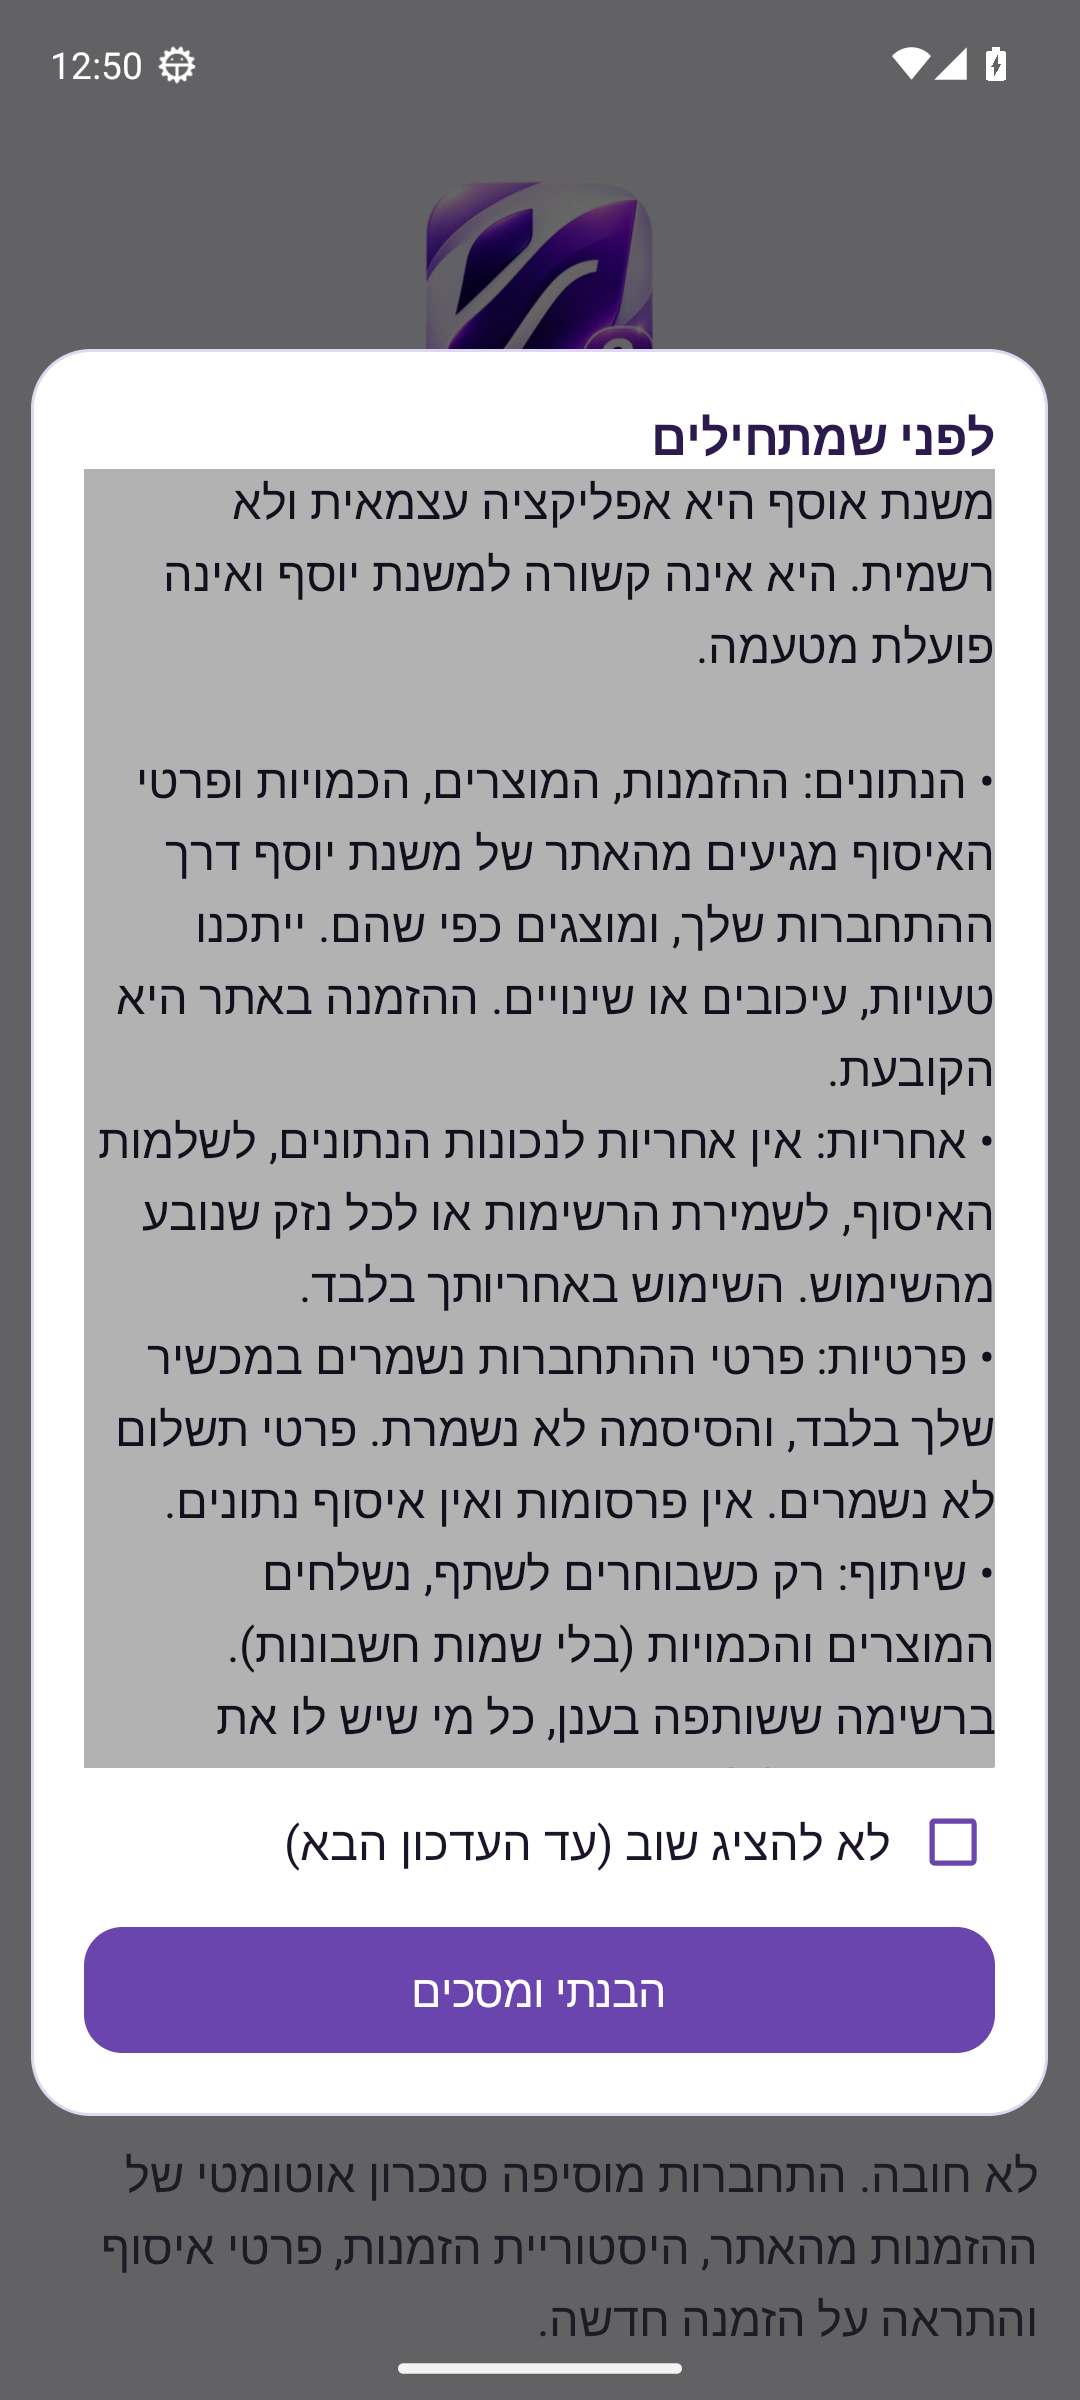 12:50
לפני שמתחילים
משנת אוסף היא אפליקציה עצמאית ולא
רשמית. היא אינה קשורה למשנת יוסף ואינה
פועלת מטעמה.
• הנתונים: ההזמנות, המוצרים, הכמויות ופרטי
האיסוף מגיעים מהאתר של משנת יוסף דרך
ההתחברות שלך, ומוצגים כפי שהם. ייתכנו
טעויות, עיכובים או שינויים. ההזמנה באתר היא
הקובעת.
• אחריות: אין אחריות לנכונות הנתונים, לשלמות
האיסוף, לשמירת הרשימות או לכל נזק שנובע
מהשימוש. השימוש באחריותך בלבד.
• פרטיות: פרטי ההתחברות נשמרים במכשיר
שלך בלבד, והסיסמה לא נשמרת. פרטי תשלום
לא נשמרים. אין פרסומות ואין איסוף נתונים.
• שיתוף: רק כשבוחרים לשתף, נשלחים
המוצרים והכמויות (בלי שמות חשבונות).
ברשימה ששותפה בענן, כל מי שיש לו את
לא להציג שוב (עד העדכון הבא)
הבנתי ומסכים
לא חובה. התחברות מוסיפה סנכרון אוטומטי של
ההזמנות מהאתר, היסטוריית הזמנות, פרטי איסוף
והתראה על הזמנה חדשה.